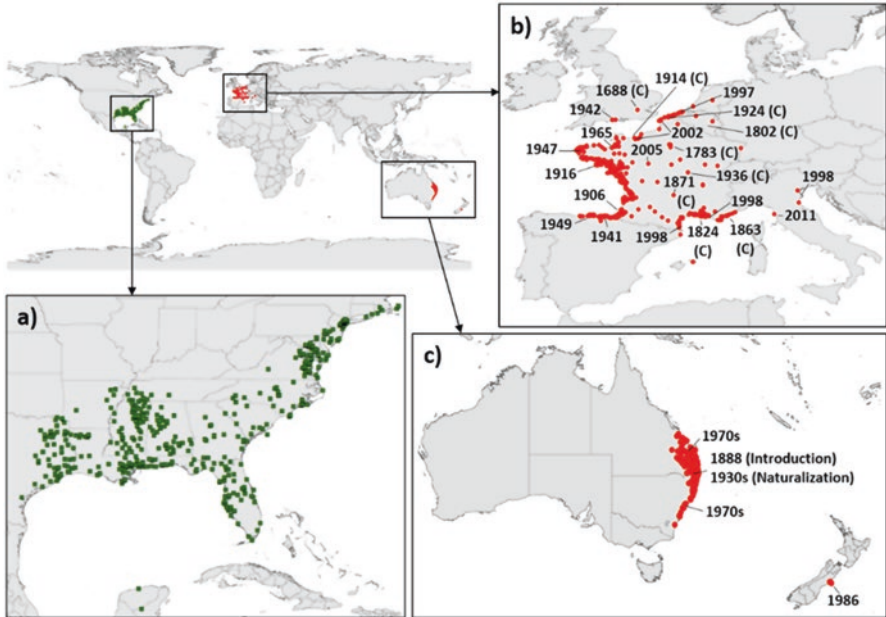 b)
1914 (C)
1688 (C)
1997
1942
1924 (C)
1965
2002
1802 (C)
1947
2005
1783 (C)
1916
1936 (C)
1871
(C)
1998
1906
1998
1949
1941
1998
1824
(C)
1863
(C)
2011
a)
c)
1970s
1888 (Introduction)
1930s (Naturalization)
1970s
1986